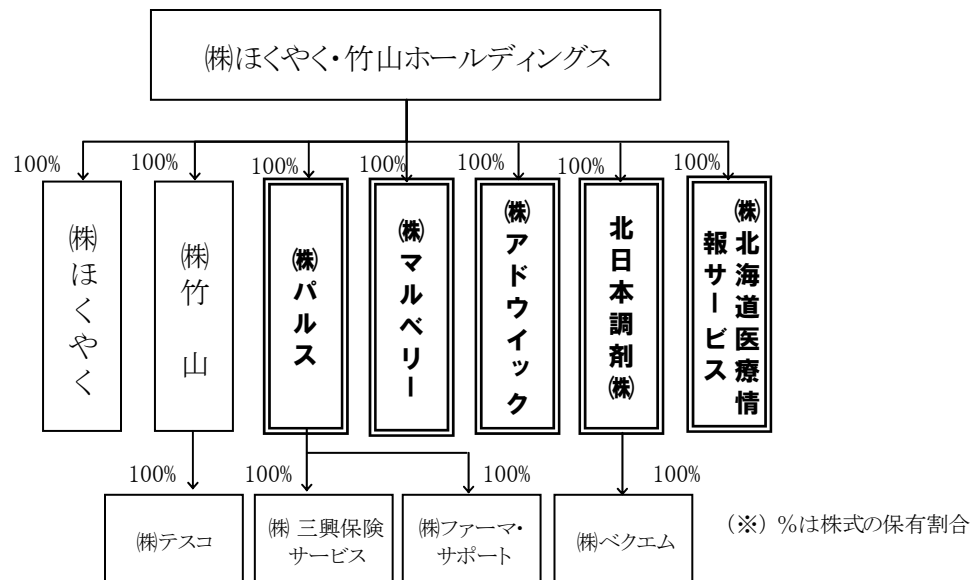 ㈱ほくやく・竹山ホールディングス
100%
100%
100%
100%
100%
100%
100%
㈱ほくやく
㈱竹 山
㈱パルス
㈱マルベリー
㈱アドウイック
北日本調剤㈱
㈱北海道医療情
報サービス
100%
100%
100%
100%
㈱テスコ
㈱ 三興保険
サービス
㈱ファーマ・
サポート
㈱ベクエム
（※）%は株式の保有割合